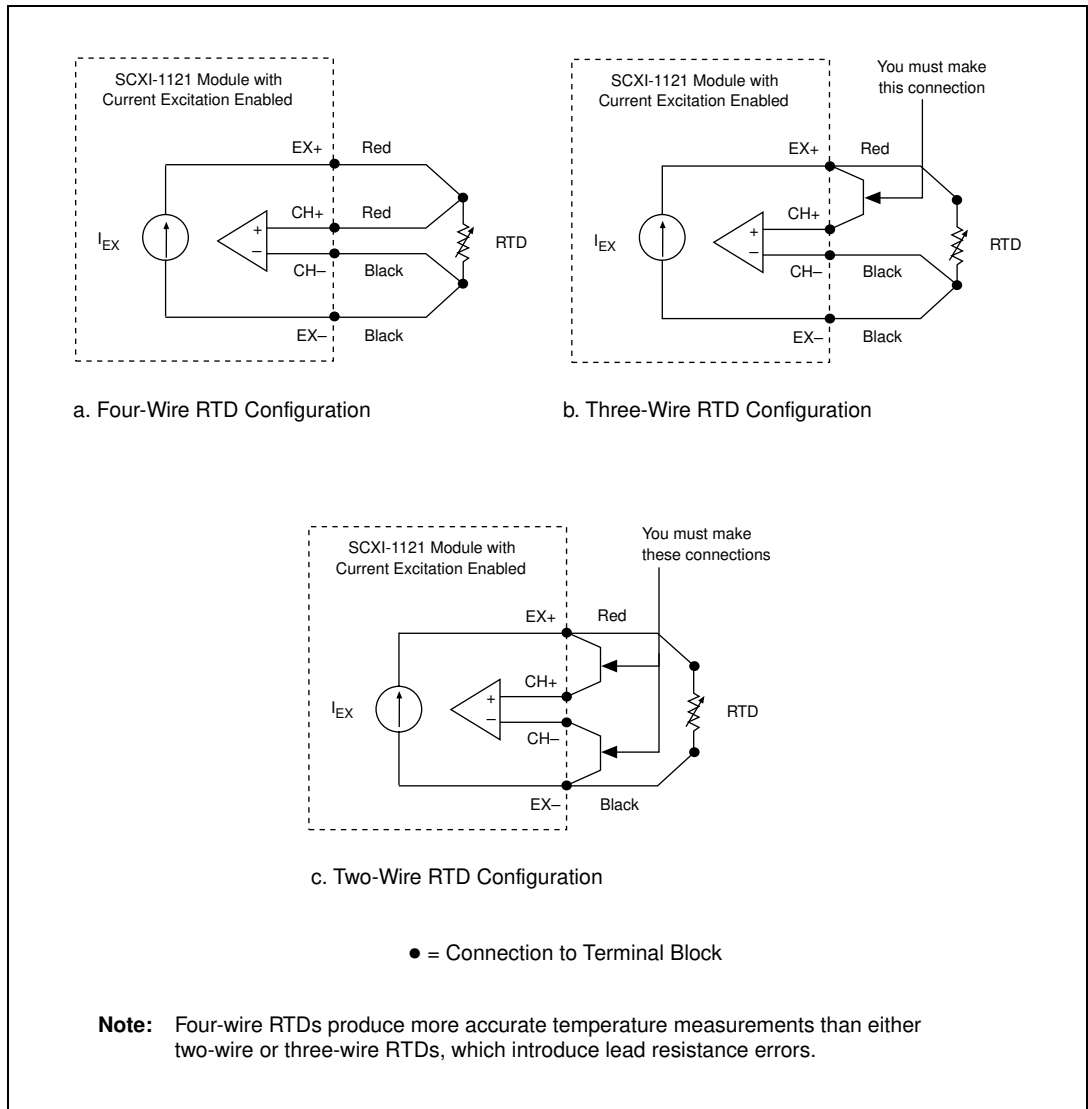 SCXI-1121 Module with
Current Excitation Enabled
EX+ Red
CH+ Red
+
–
IEX
RTD
CH– Black
EX– Black
a. Four-Wire RTD Configuration
SCXI-1121 Module with
Current Excitation Enabled
You must make
this connection
EX+ Red
CH+
+
–
IEX
RTD
CH– Black
EX– Black
b. Three-Wire RTD Configuration
SCXI-1121 Module with
Current Excitation Enabled
You must make
these connections
EX+ Red
CH+
+
–
IEX
RTD
CH–
EX– Black
c. Two-Wire RTD Configuration
● = Connection to Terminal Block
Note: Four-wire RTDs produce more accurate temperature measurements than either
two-wire or three-wire RTDs, which introduce lead resistance errors.